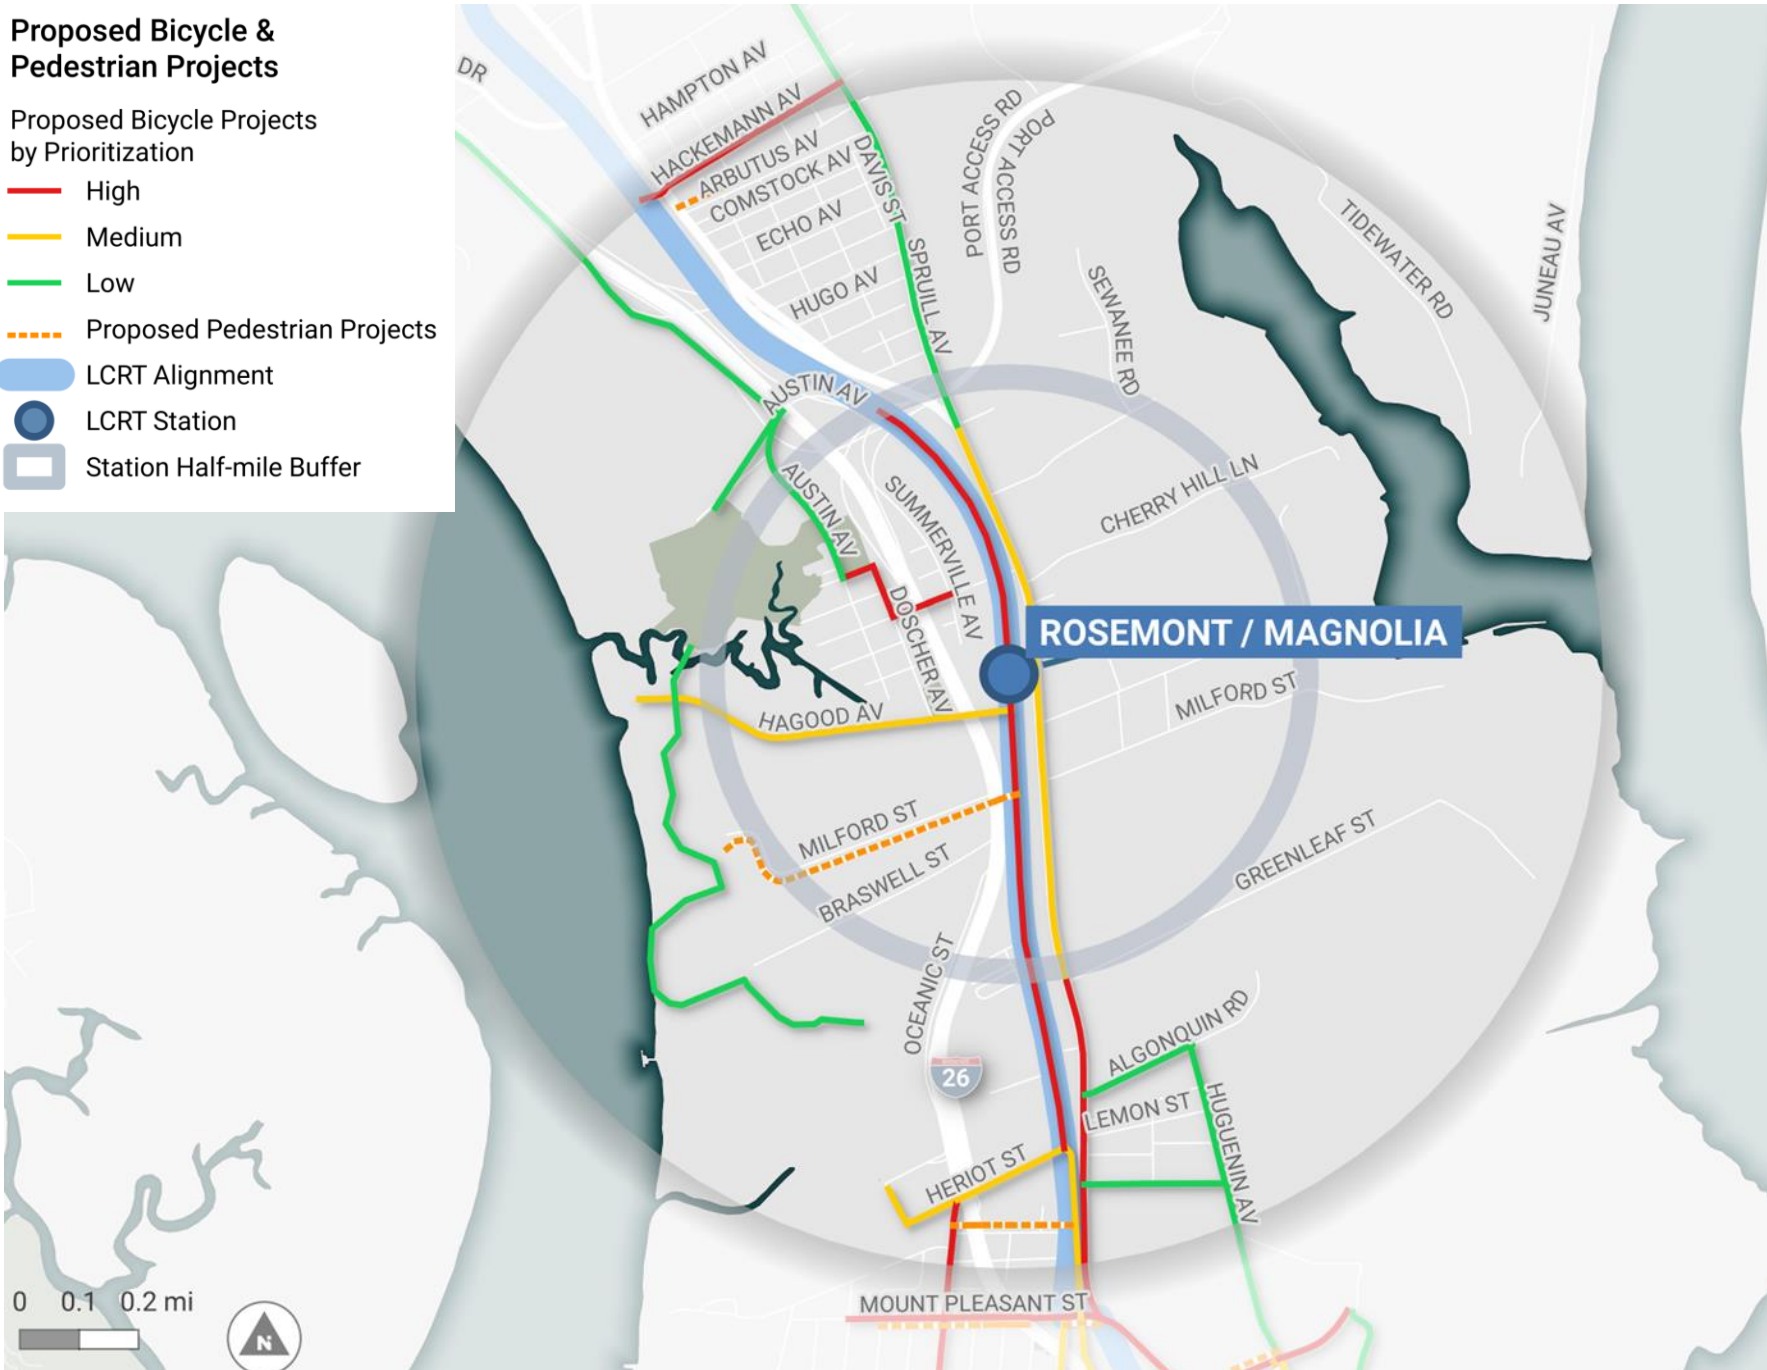 Proposed Bicycle &
Pedestrian Projects
Proposed Bicycle Projects
by Prioritization
High
Medium
Low
Proposed Pedestrian Projects
LCRT Alignment
LCRT Station
Station Half-mile Buffer
DR
HAMPTON AV
HACKEMANN AV
ARBUTUS AV
COMSTOCK AV
ECHO AV
HUGO AV
DAVIS ST
SPRUILL AV
PORT ACCESS RD
PORT ACCESS RD
SEWANEE RD
TIDEWATER RD
JUNEAU AV
AUSTIN AV
AUSTIN AV
SUMMERVILLE AV
CHERRY HILL LN
DOSCHER AV
ROSEMONT / MAGNOLIA
MILFORD ST
HAGOOD AV
MILFORD ST
BRASWELL ST
GREENLEAF ST
OCEANIC ST
26
ALGONQUIN RD
LEMON ST
HUGUENIN AV
HERIOT ST
MOUNT PLEASANT ST
0 0.1 0.2 mi
N